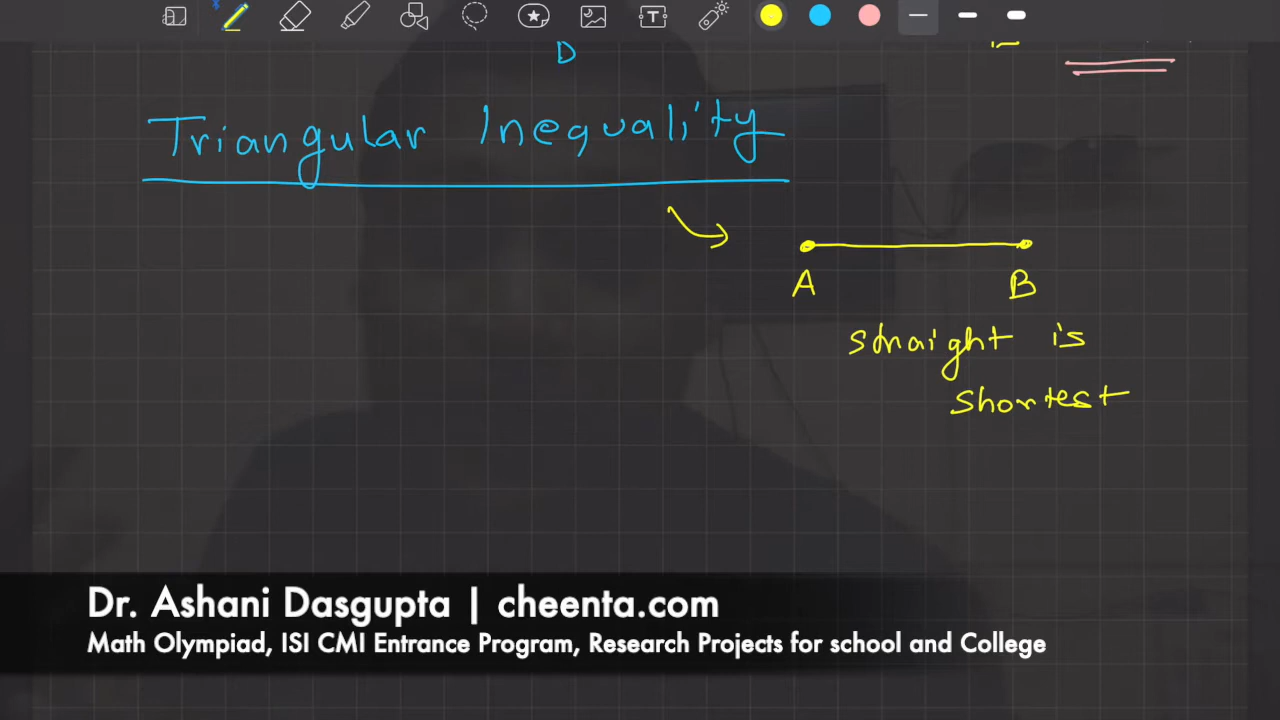 D
Triangular Inequality
A B
straight is
shortest
Dr. Ashani Dasgupta | cheenta.com
Math Olympiad, ISI CMI Entrance Program, Research Projects for school and College